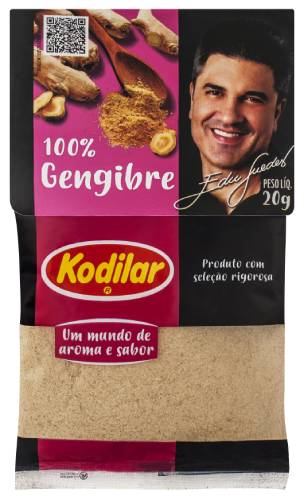 100%
Gengibre
Edu Guedes
PESO LÍQ.
20g
Kodilar
®
Produto com
seleção rigorosa
Um mundo de
aroma e sabor